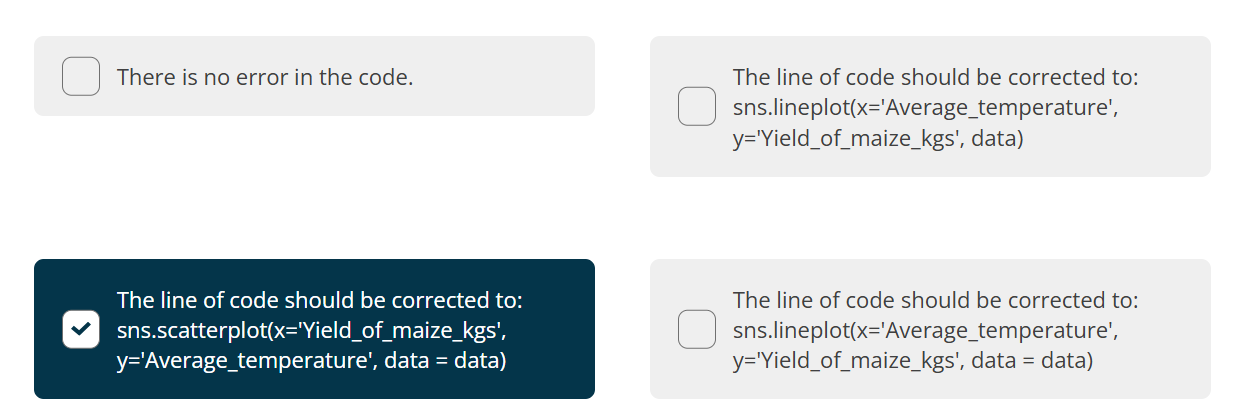 There is no error in the code.
The line of code should be corrected to:
sns.lineplot(x='Average_temperature',
y='Yield_of_maize_kgs', data)
The line of code should be corrected to:
sns.scatterplot(x='Yield_of_maize_kgs',
y='Average_temperature', data = data)
The line of code should be corrected to:
sns.lineplot(x='Average_temperature',
y='Yield_of_maize_kgs', data = data)